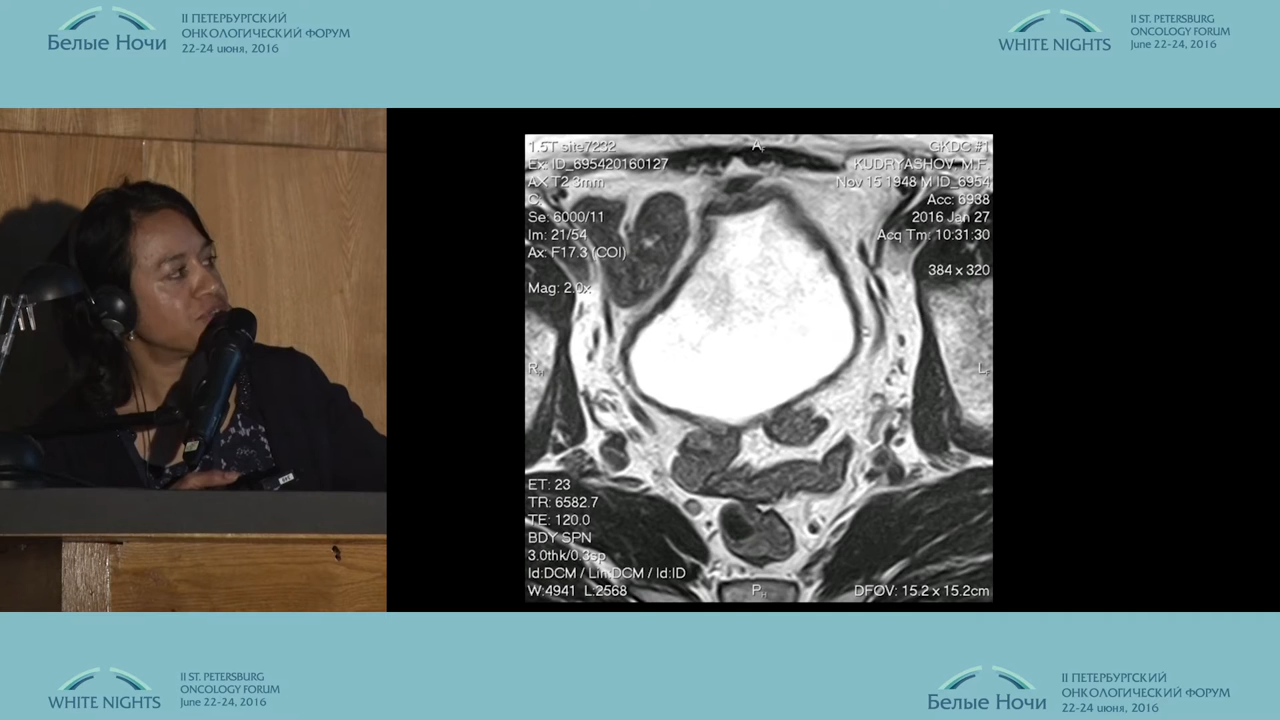 Белые Ночи
II ПЕТЕРБУРГСКИЙ
ОНКОЛОГИЧЕСКИЙ ФОРУМ
22-24 июня, 2016
WHITE NIGHTS
II ST. PETERSBURG
ONCOLOGY FORUM
June 22-24, 2016
1.5T site7232
Ex: ID_695420160127
AX T2 3mm
C:
Se: 6000/11
Im: 21/54
Ax: F17.3 (COI)
Mag: 2.0x
A
GKDC #1
KUDRYASHOV M.F.
Nov 15 1948 M ID_6954
Acc: 6938
2016 Jan 27
Acq Tm: 10:31:30
384 x 320
R
L
ET: 23
TR: 6582.7
TE: 120.0
BDY SPN
3.0thk/0.3sp
Id:DCM / Lin:DCM / Id:ID
W:4941 L:2568
P
DFOV: 15.2 x 15.2cm
WHITE NIGHTS
II ST. PETERSBURG
ONCOLOGY FORUM
June 22-24, 2016
Белые Ночи
II ПЕТЕРБУРГСКИЙ
ОНКОЛОГИЧЕСКИЙ ФОРУМ
22-24 июня, 2016